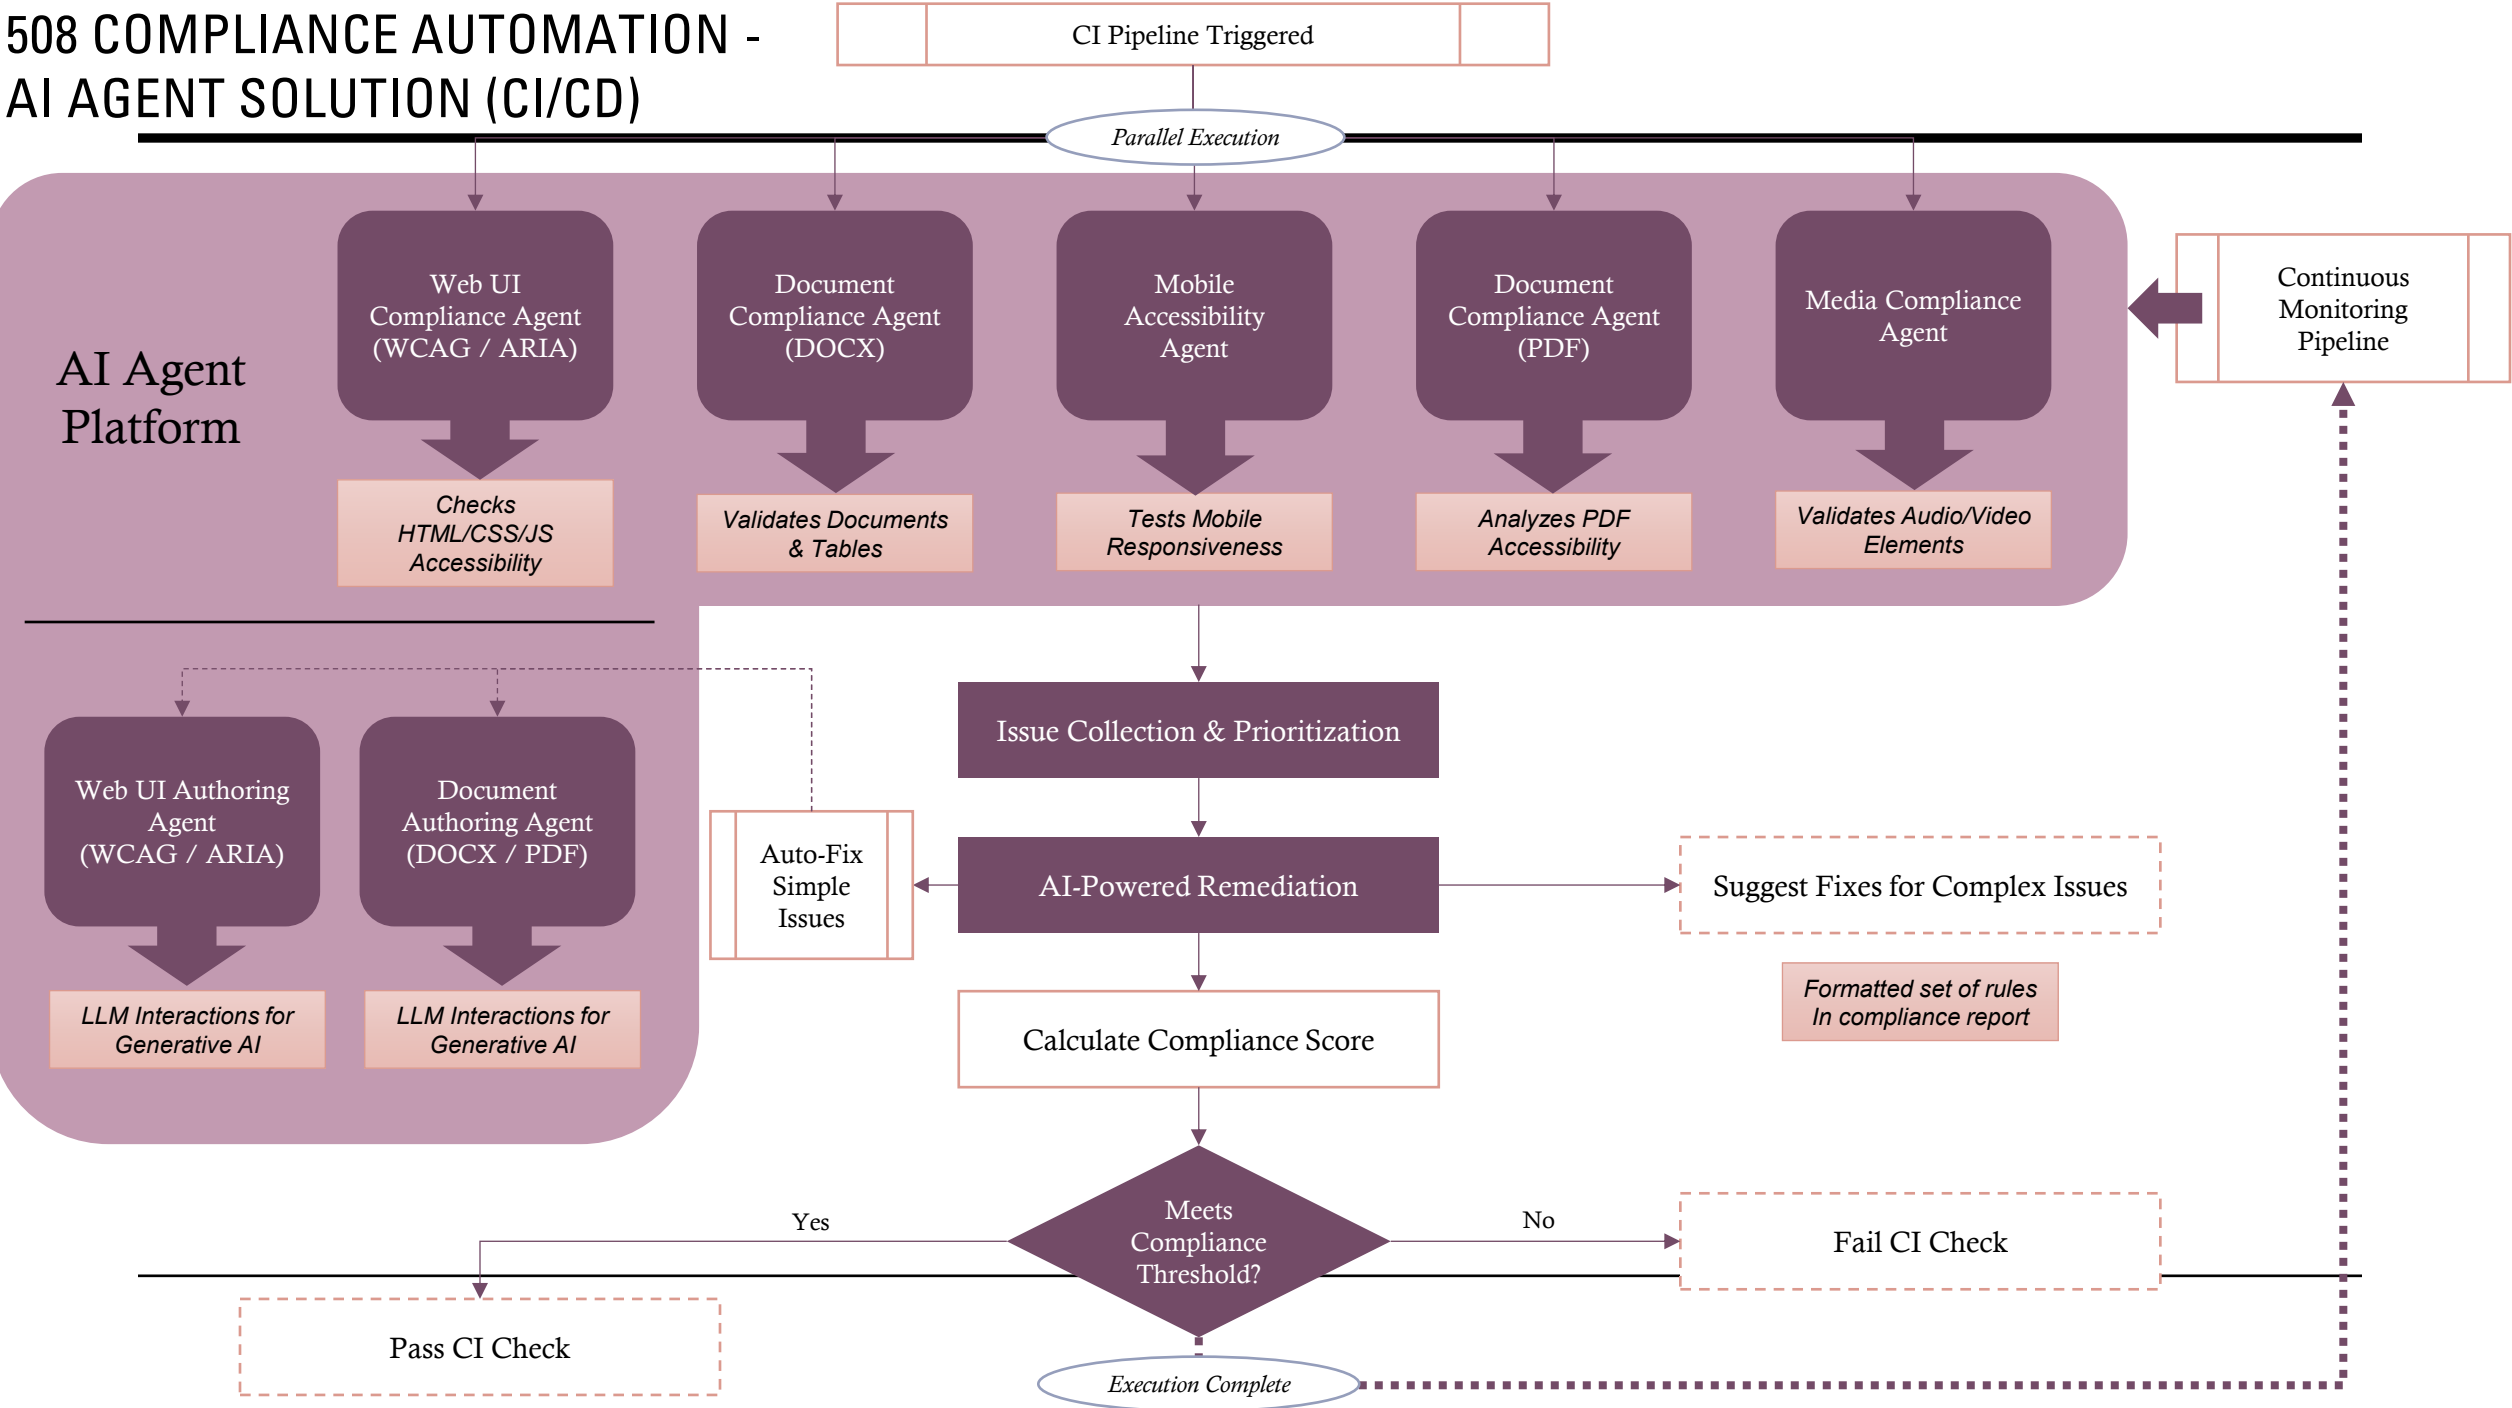 508 COMPLIANCE AUTOMATION -
AI AGENT SOLUTION (CI/CD)
CI Pipeline Triggered
Parallel Execution
AI Agent
Platform
Web UI
Compliance Agent
(WCAG / ARIA)
Document
Compliance Agent
(DOCX)
Mobile
Accessibility
Agent
Document
Compliance Agent
(PDF)
Media Compliance
Agent
Continuous
Monitoring
Pipeline
Checks
HTML/CSS/JS
Accessibility
Validates Documents
& Tables
Tests Mobile
Responsiveness
Analyzes PDF
Accessibility
Validates Audio/Video
Elements
Issue Collection & Prioritization
Web UI Authoring
Agent
(WCAG / ARIA)
Document
Authoring Agent
(DOCX / PDF)
Auto-Fix
Simple
Issues
AI-Powered Remediation
Suggest Fixes for Complex Issues
LLM Interactions for
Generative AI
LLM Interactions for
Generative AI
Formatted set of rules
In compliance report
Calculate Compliance Score
Meets
Compliance
Threshold?
Yes
No
Fail CI Check
Pass CI Check
Execution Complete